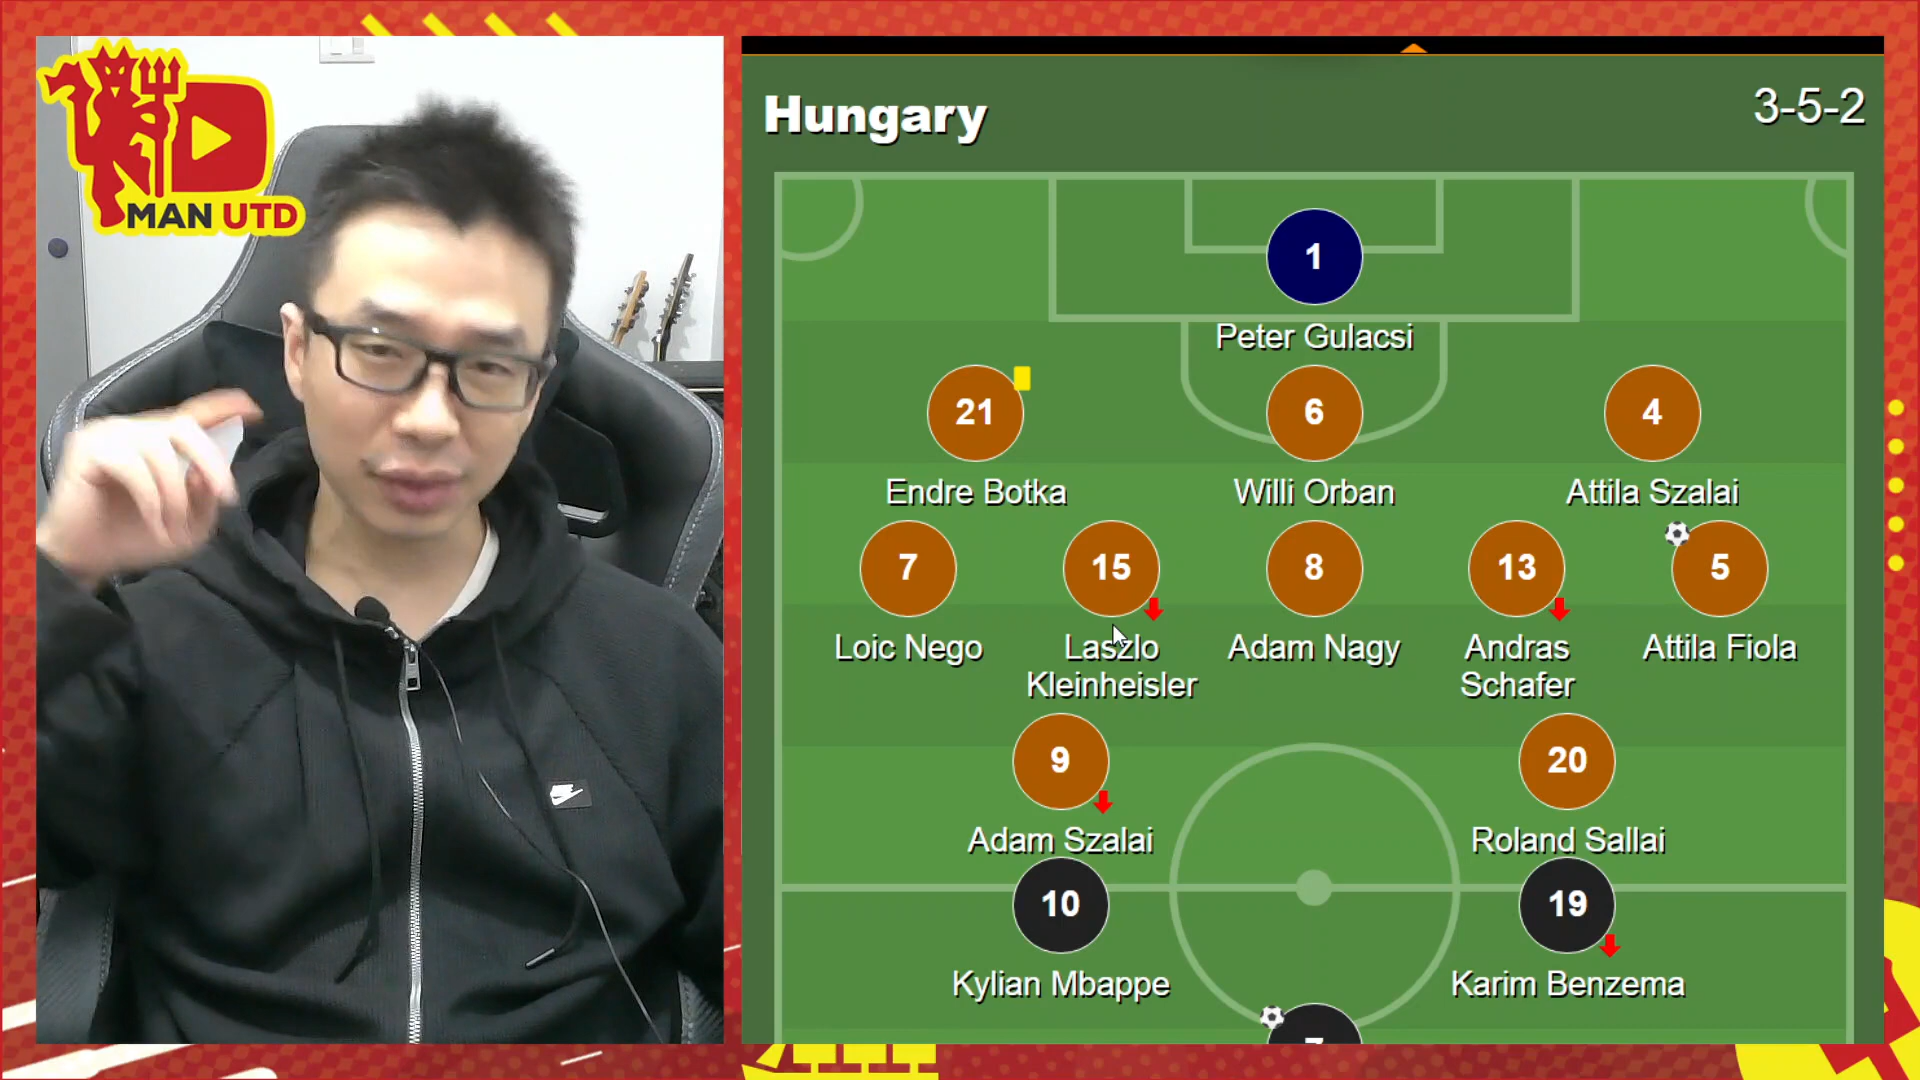 MAN UTD
Hungary
3-5-2
1
Peter Gulacsi
21
6
4
Endre Botka
Willi Orban
Attila Szalai
7
15
8
13
5
Loic Nego
Laszlo
Kleinheisler
Adam Nagy
Andras
Schafer
Attila Fiola
9
20
Adam Szalai
Roland Sallai
10
19
Kylian Mbappe
Karim Benzema
7